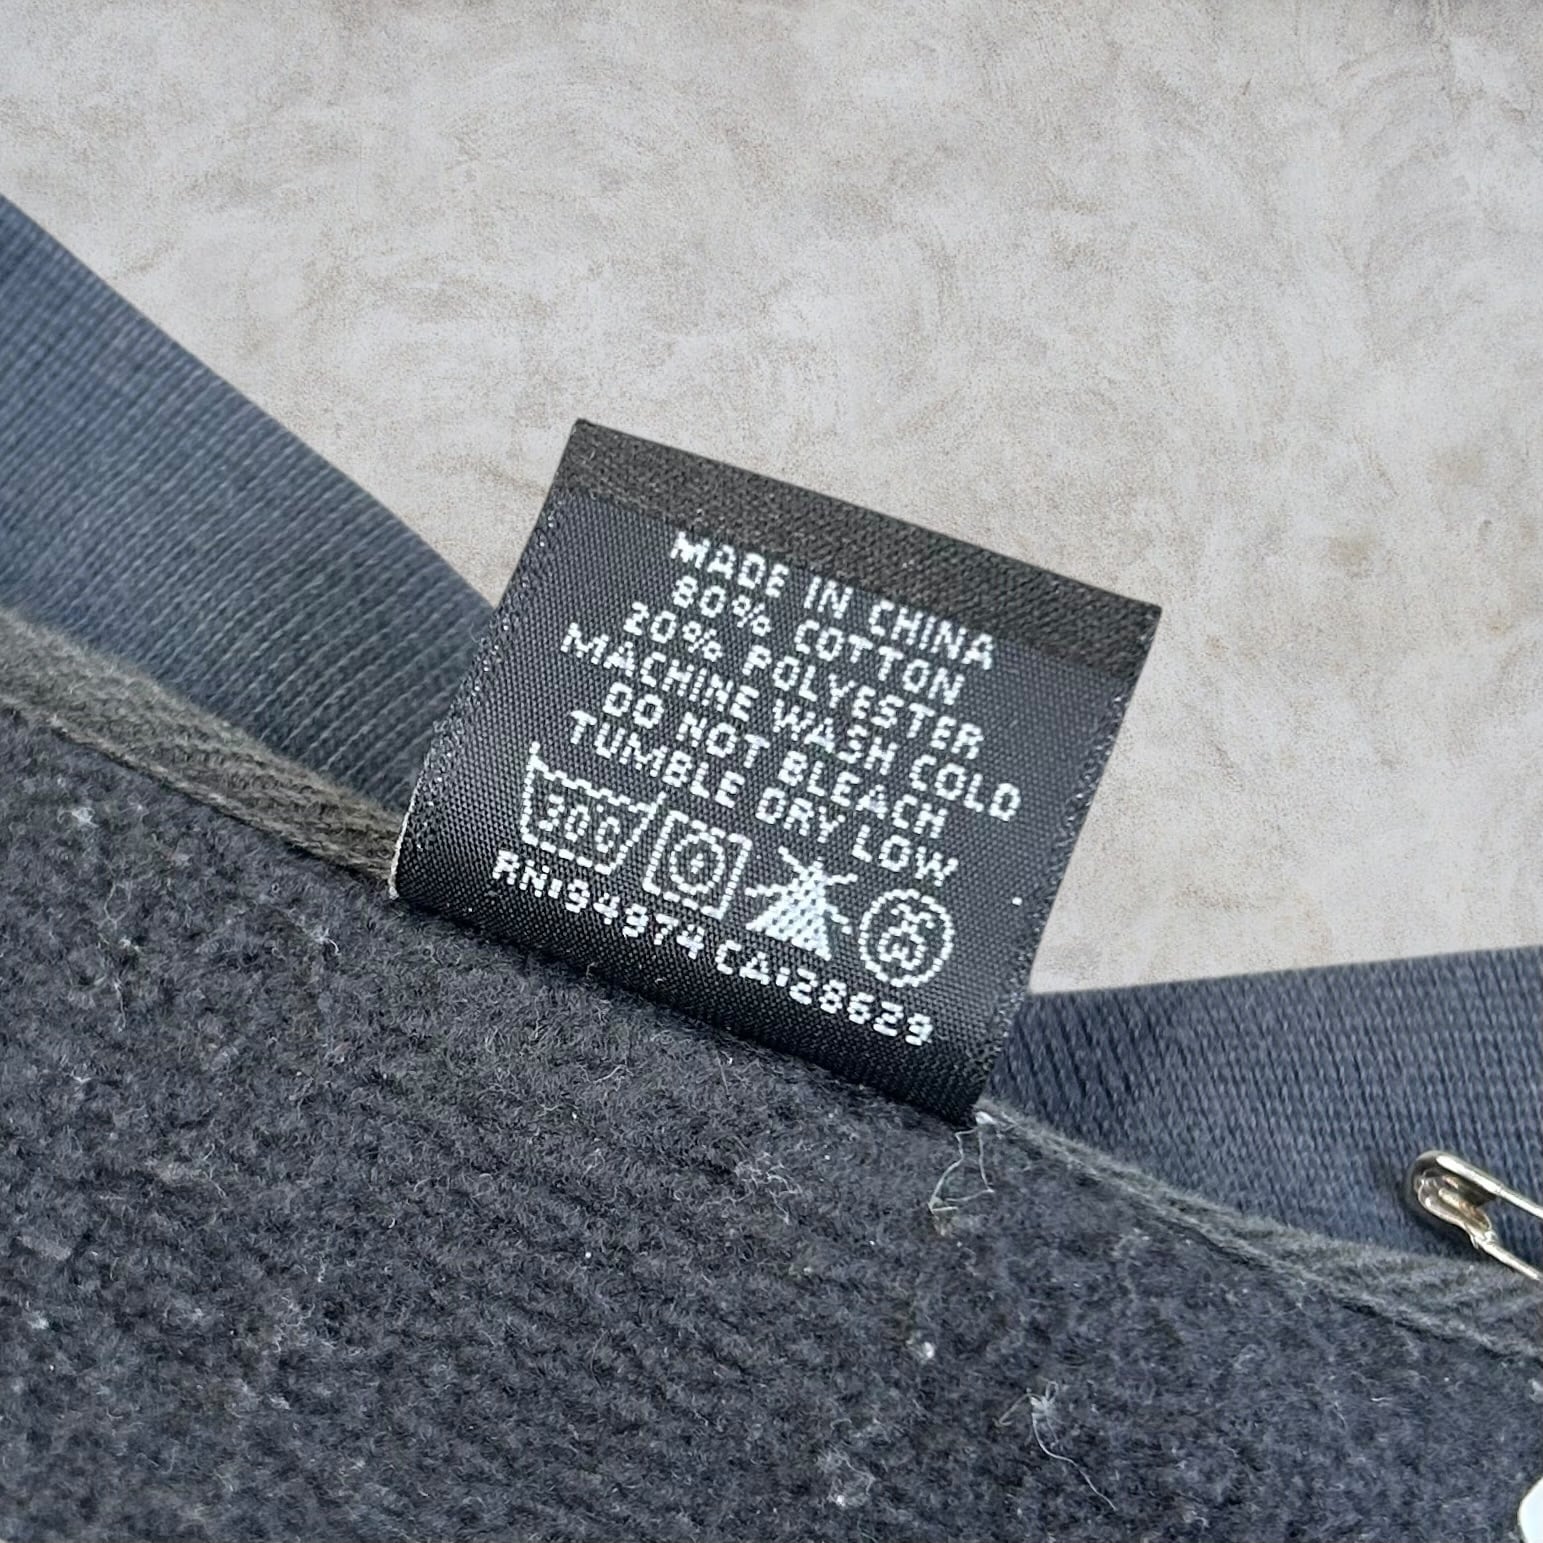 MADE IN CHINA
80% COTTON
20% POLYESTER
MACHINE WASH COLD
DO NOT BLEACH
TUMBLE DRY LOW
30C
RN#94974 CA:28629